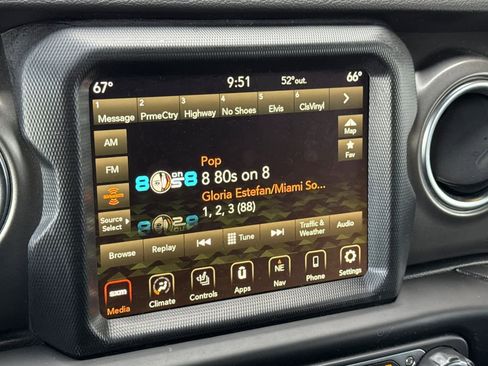 67°
9:51
52°out.
66°
1
Message
2
PrmeCtry
3
Highway
4
No Shoes
5
Elvis
6
ClsVinyl
AM
FM
Source
Select
Map
Fav
Pop
8 80s on 8
Gloria Estefan/Miami So...
1, 2, 3 (88)
Browse
Replay
Tune
Traffic &
Weather
Audio
sxm
Media
Climate
Controls
Apps
NE
Nav
Phone
Settings